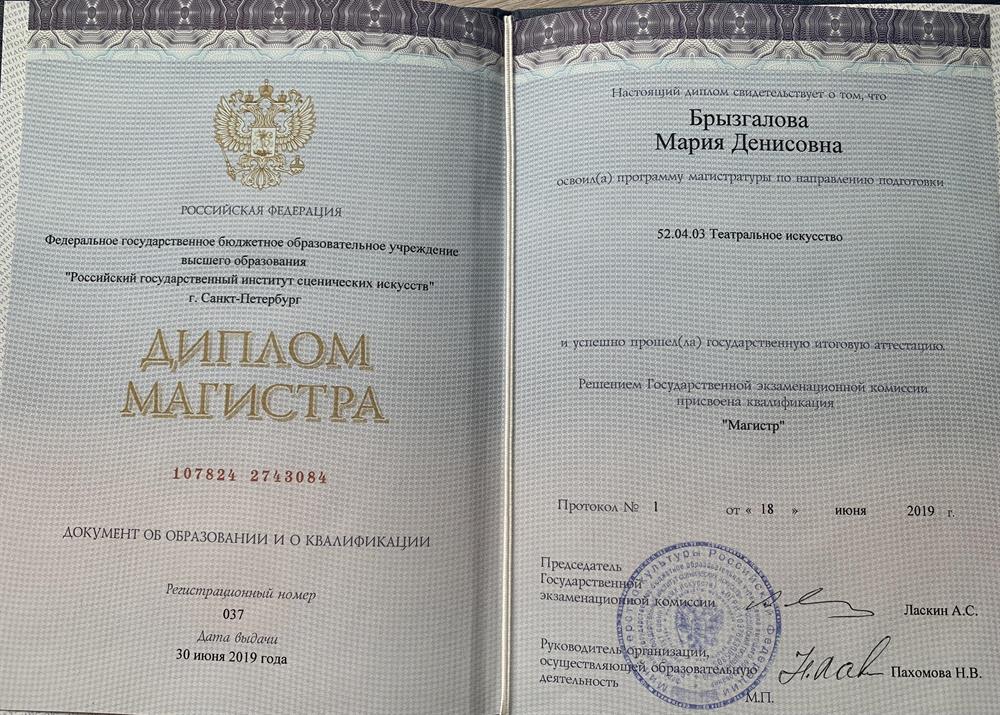 РОССИЙСКАЯ ФЕДЕРАЦИЯ
Федеральное государственное бюджетное образовательное учреждение
высшего образования
"Российский государственный институт сценических искусств"
г. Санкт-Петербург
ДИПЛОМ
МАГИСТРА
107824 2743084
ДОКУМЕНТ ОБ ОБРАЗОВАНИИ И О КВАЛИФИКАЦИИ
Регистрационный номер
037
Дата выдачи
30 июня 2019 года
Настоящий диплом свидетельствует о том, что
Брызгалова
Мария Денисовна
освоил(а) программу магистратуры по направлению подготовки
52.04.03 Театральное искусство
и успешно прошел(ла) государственную итоговую аттестацию.
Решением Государственной экзаменационной комиссии
присвоена квалификация
"Магистр"
Протокол № 1 от « 18 » июня 2019 г.
Председатель
Государственной
экзаменационной комиссии
Ласкин А.С.
Руководитель организации,
осуществляющей образовательную
деятельность
Пахомова Н.В.
М.П.